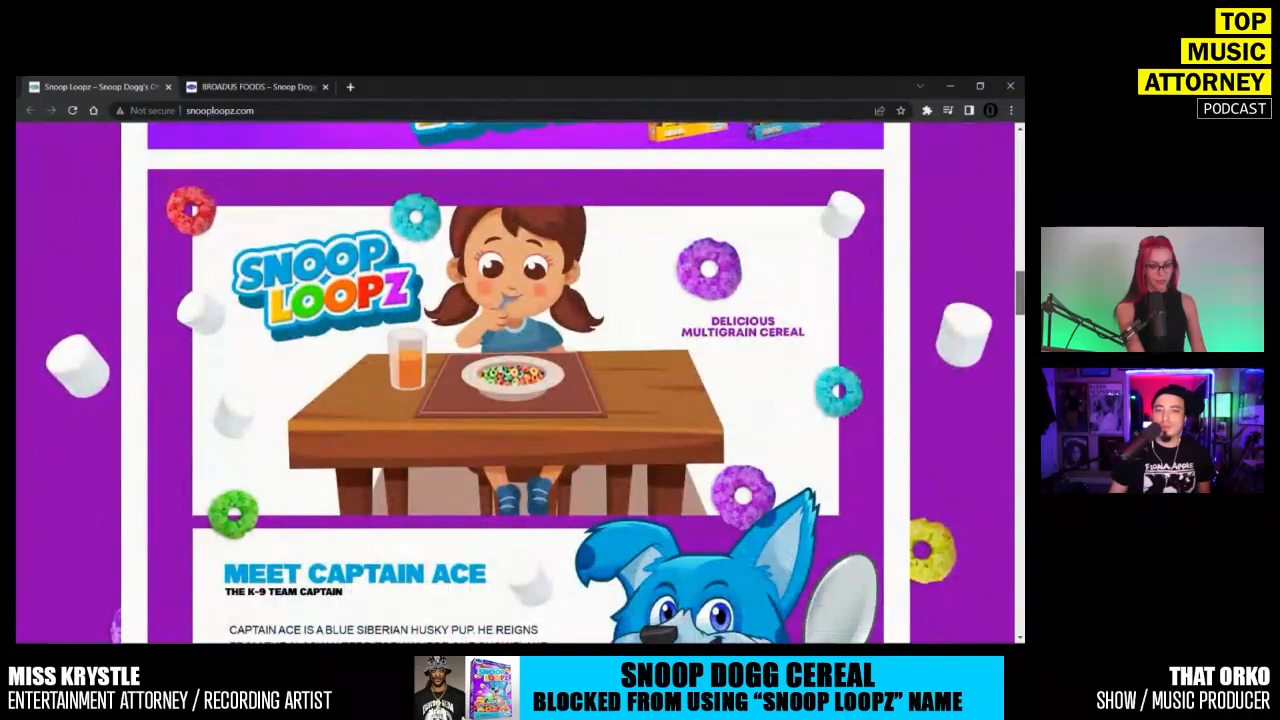 TOP
MUSIC
ATTORNEY
PODCAST
Snoop Loopz – Snoop Dogg's
BROADUS FOODS – Snoop Dogg
Not secure | snooploopz.com
SNOOP
LOOPZ
DELICIOUS
MULTIGRAIN CEREAL
MEET CAPTAIN ACE
THE K-9 TEAM CAPTAIN
CAPTAIN ACE IS A BLUE SIBERIAN HUSKY PUP. HE REIGNS
FIONA APPLE
MISS KRYSTLE
ENTERTAINMENT ATTORNEY / RECORDING ARTIST
SNOOP DOGG CEREAL
BLOCKED FROM USING “SNOOP LOOPZ” NAME
THAT ORKO
SHOW / MUSIC PRODUCER